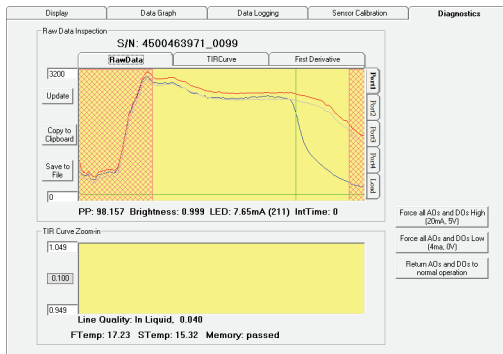 Display Data Graph Data Logging Sensor Calibration Diagnostics
Raw Data Inspection
S/N: 4500463971_0099
RawData TIRCurve First Derivative
3200
Update
Copy to
Clipboard
Save to
File
0
Port1
Port2
Port3
Port4
Load
PP: 98.157 Brightness: 0.999 LED: 7.65mA (211) IntTime: 0
Force all AOs and DOs High
(20mA, 5V)
Force all AOs and DOs Low
(4ma, 0V)
Return AOs and DOs to
normal operation
TIR Curve Zoom-in
1.049
0.100
0.949
Line Quality: In Liquid, 0.040
FTemp: 17.23 STemp: 15.32 Memory: passed